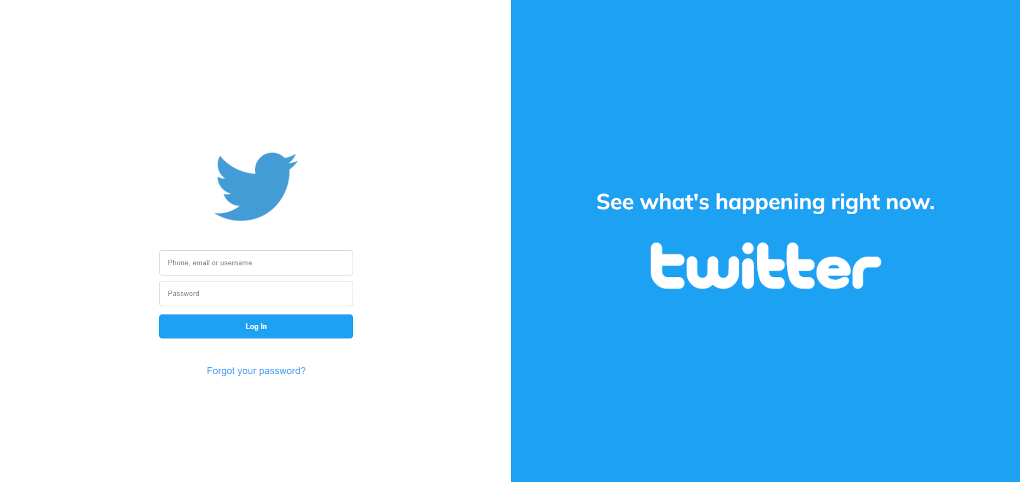 Phone, email or username
Password
Log In
Forgot your password?
See what's happening right now.
twitter